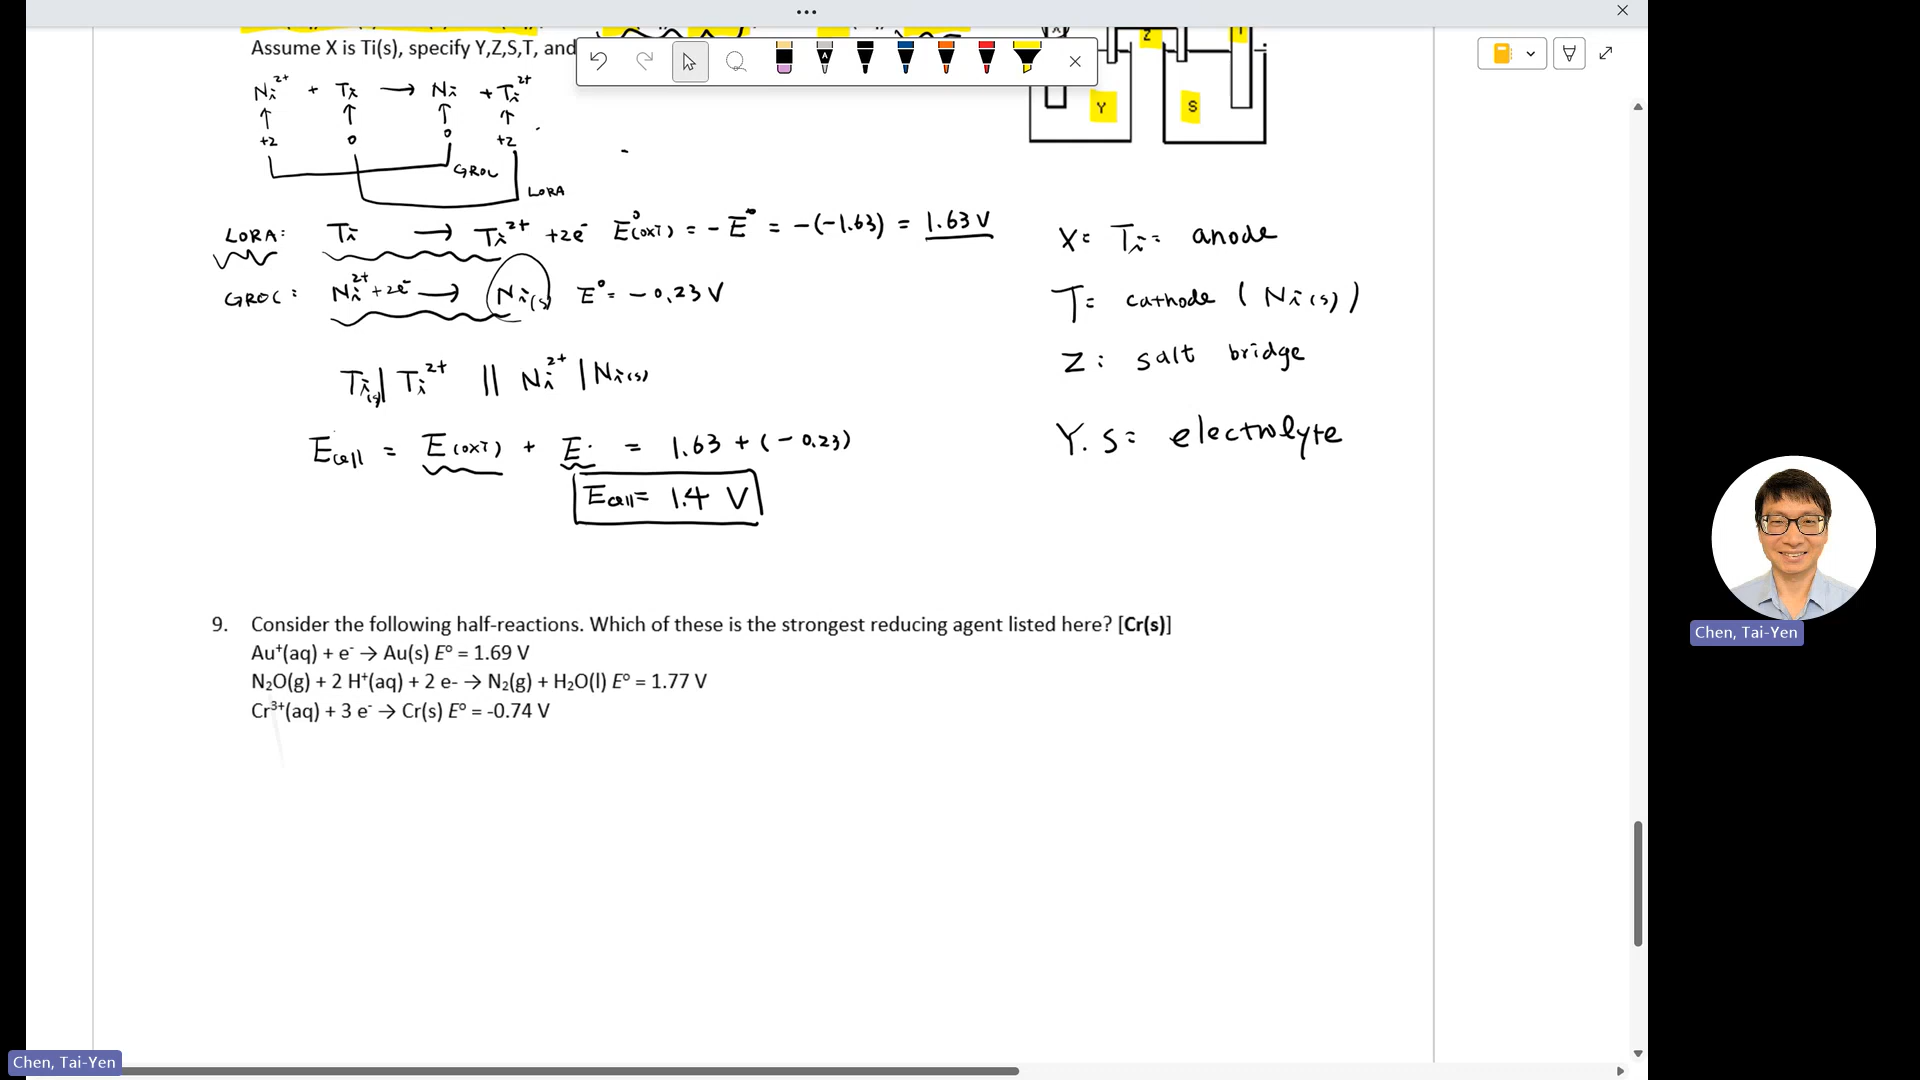 Assume X is Ti(s), specify Y,Z,S,T, and
Z
Y
S
Ni²⁺ + Ti → Ni + Ti²⁺
+2 0 0 +2
GROC
LORA
LORA: Ti → Ti²⁺ +2e⁻ E°(oxi) = -E° = -(-1.63) = 1.63 V
GROC: Ni²⁺+2e⁻ → Ni(s) E°= -0.23 V
Ti(s)| Ti²⁺ || Ni²⁺ | Ni(s)
Ecell = E(oxi) + E° = 1.63 + (-0.23)
Ecell= 1.4 V
X= Ti= anode
T= cathode (Ni(s))
Z: salt bridge
Y. S= electrolyte
9. Consider the following half-reactions. Which of these is the strongest reducing agent listed here? [Cr(s)]
Au⁺(aq) + e⁻ → Au(s) E° = 1.69 V
N₂O(g) + 2 H⁺(aq) + 2 e- → N₂(g) + H₂O(l) E° = 1.77 V
Cr³⁺(aq) + 3 e⁻ → Cr(s) E° = -0.74 V
Chen, Tai-Yen
Chen, Tai-Yen